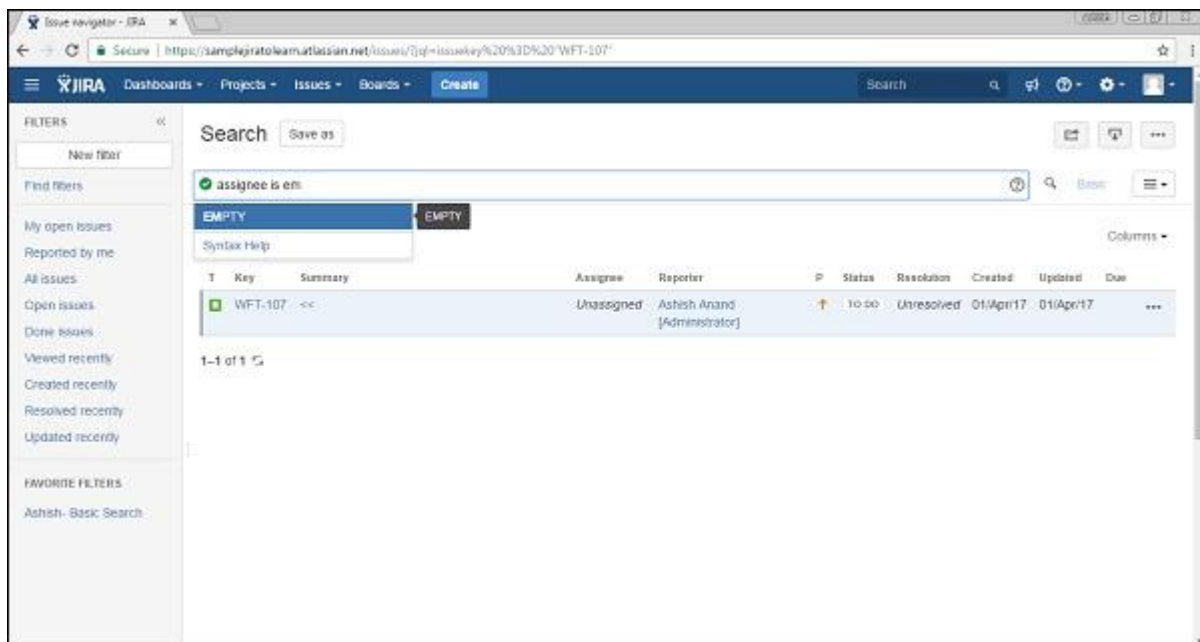 Issue navigator - JIRA
Secure | https://samplejiratolearn.atlassian.net/issues/?jql=issuekey%20%3D%20"WFT-107"
JIRA Dashboards Projects Issues Boards Create Search
FILTERS
New filter
Find filters
My open issues
Reported by me
All issues
Open issues
Done issues
Viewed recently
Created recently
Resolved recently
Updated recently
FAVORITE FILTERS
Ashish- Basic Search
Search Save as
assignee is em Basic
EMPTY EMPTY
Syntax Help
Columns
T Key Summary Assignee Reporter P Status Resolution Created Updated Due
WFT-107 << Unassigned Ashish Anand Unresolved 01/Apr/17 01/Apr/17
[Administrator]
1–1 of 1